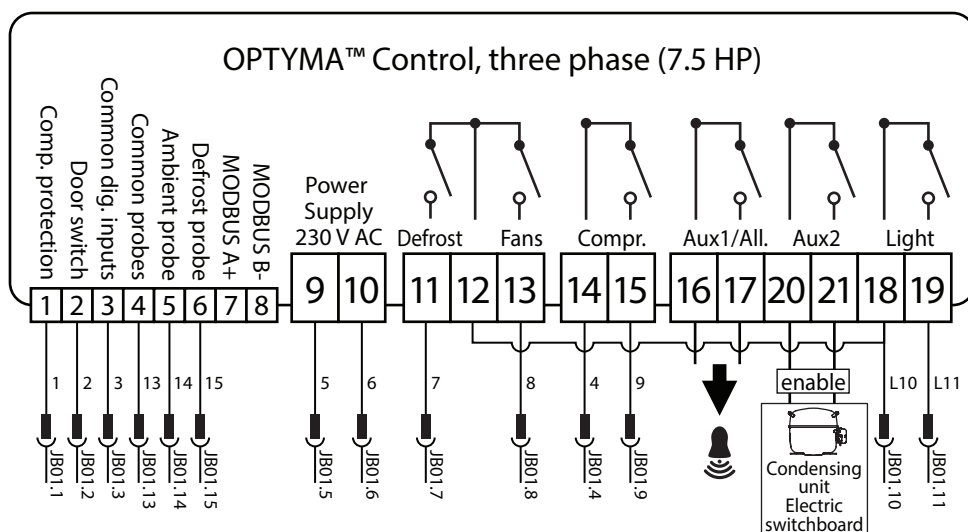 OPTYMA™ Control, three phase (7.5 HP)
Comp. protection
Door switch
Common dig. inputs
Common probes
Ambient probe
Defrost probe
MODBUS A+
MODBUS B-
Power
Supply
230 V AC
Defrost
Fans
Compr.
Aux1/All.
Aux2
Light
1 2 3 4 5 6 7 8
9 10
11 12 13
14 15
16 17 20 21 18 19
1 2 3 13 14 15 5 6 7 8 4 9
enable
L10 L11
JB01.1
JB01.2
JB01.3
JB01.13
JB01.14
JB01.15
JB01.5
JB01.6
JB01.7
JB01.8
JB01.4
JB01.9
JB01.10
JB01.11
Condensing
unit
Electric
switchboard